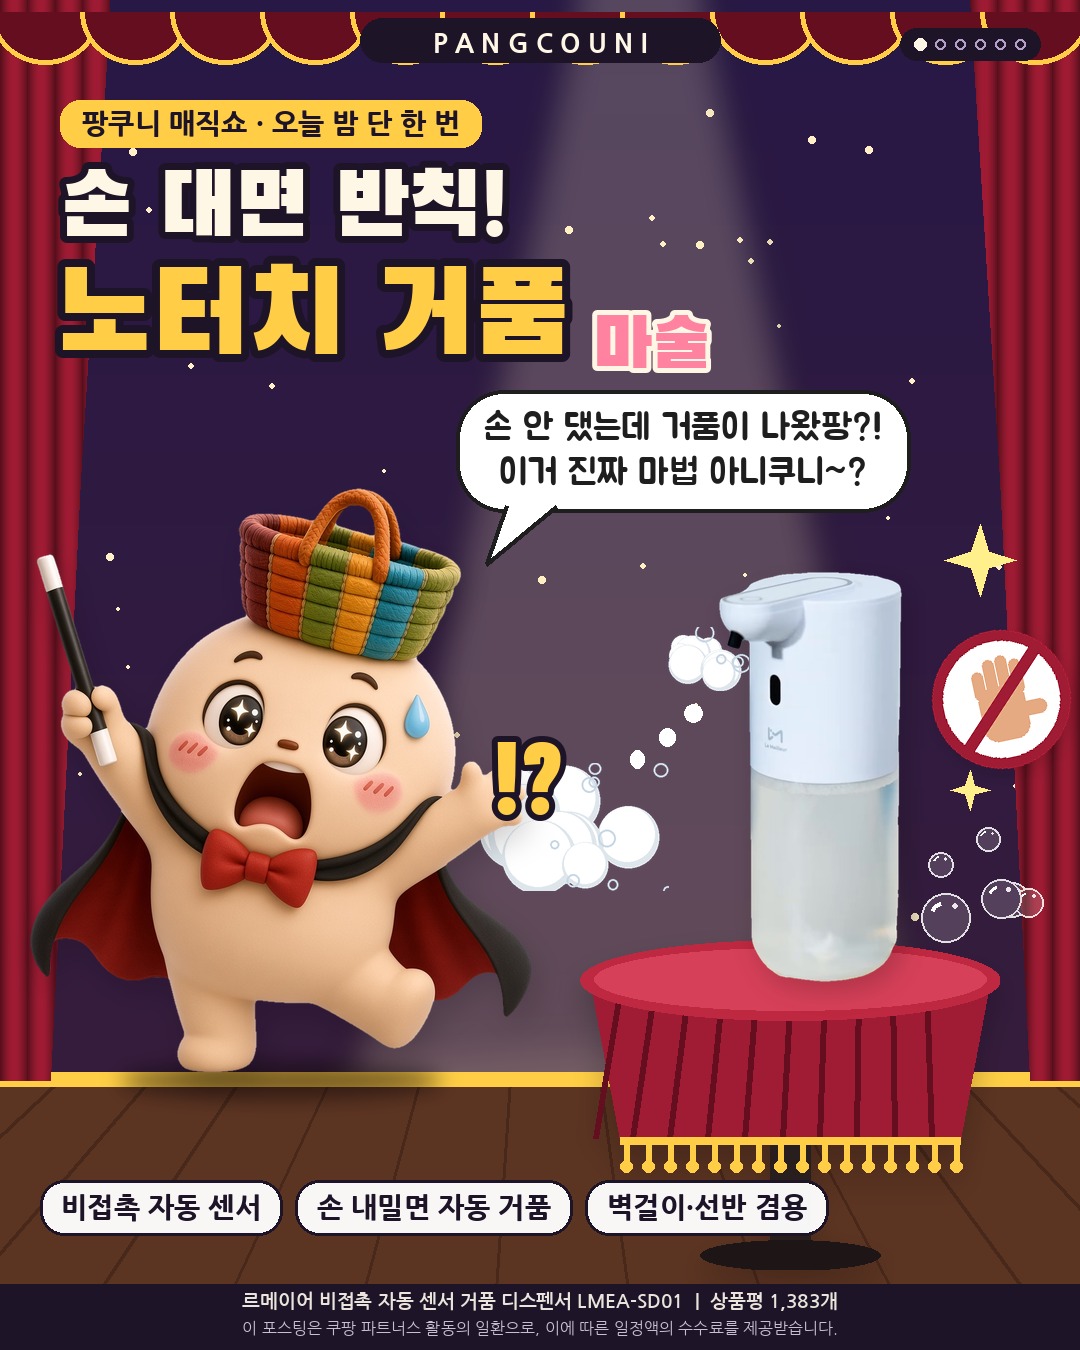 PANGCOUNI
팡쿠니 매직쇼 · 오늘 밤 단 한 번
손 대면 반칙!
노터치 거품 마술
손 안 댔는데 거품이 나왔팡?!
이거 진짜 마법 아니쿠니~?
!?
비접촉 자동 센서
손 내밀면 자동 거품
벽걸이·선반 겸용
르메이어 비접촉 자동 센서 거품 디스펜서 LMEA-SD01 | 상품평 1,383개
이 포스팅은 쿠팡 파트너스 활동의 일환으로, 이에 따른 일정액의 수수료를 제공받습니다.